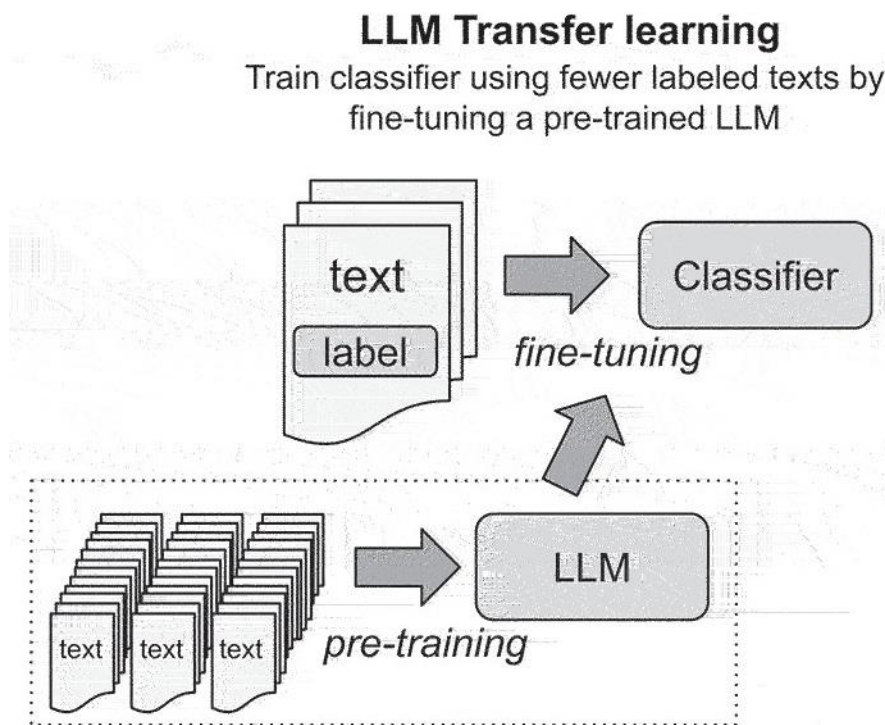 LLM Transfer learning
Train classifier using fewer labeled texts by
fine-tuning a pre-trained LLM
text
label
fine-tuning
Classifier
text
text
text
pre-training
LLM